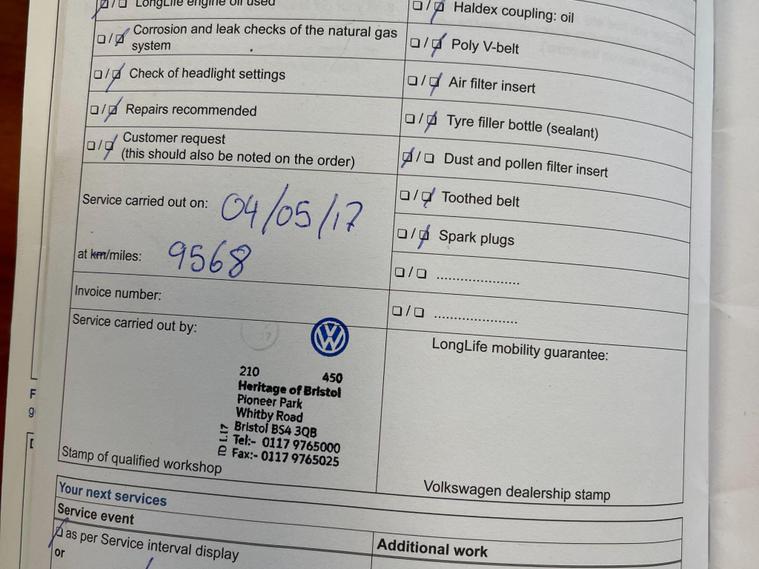 LongLife engine oil used
Corrosion and leak checks of the natural gas
system
Check of headlight settings
Repairs recommended
Customer request
(this should also be noted on the order)
Service carried out on: 04/05/17
at km/miles: 9568
Invoice number:
Service carried out by:
210 450
Heritage of Bristol
Pioneer Park
Whitby Road
Bristol BS4 3QB
Tel:- 0117 9765000
Fax:- 0117 9765025
ID 1.17
Stamp of qualified workshop
Haldex coupling: oil
Poly V-belt
Air filter insert
Tyre filler bottle (sealant)
Dust and pollen filter insert
Toothed belt
Spark plugs
LongLife mobility guarantee:
Volkswagen dealership stamp
Your next services
Service event
as per Service interval display
or
Additional work